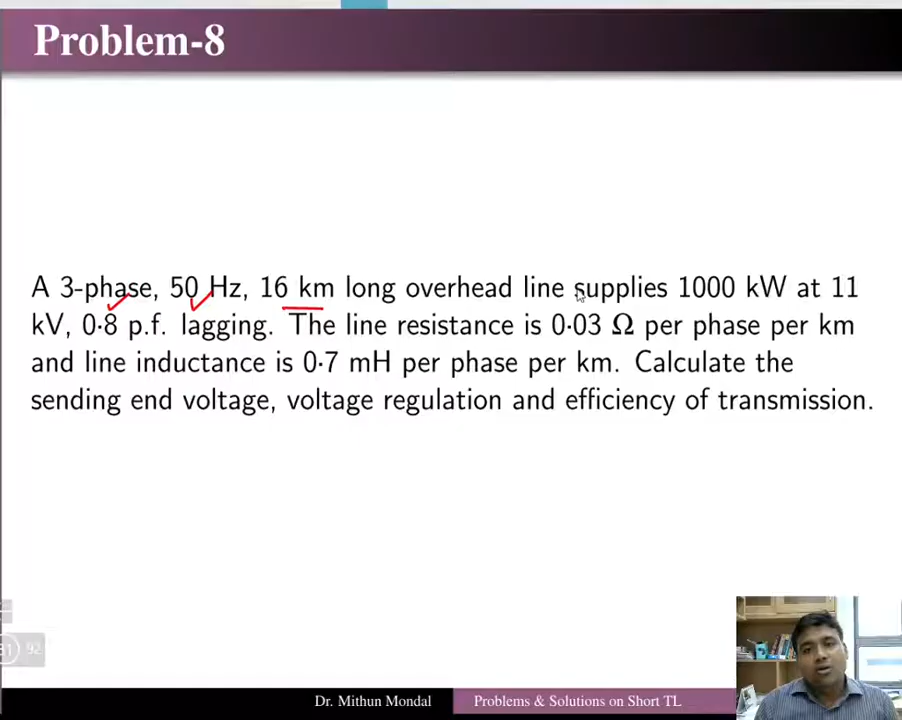 Problem-8
A 3-phase, 50 Hz, 16 km long overhead line supplies 1000 kW at 11
kV, 0·8 p.f. lagging. The line resistance is 0·03 Ω per phase per km
and line inductance is 0·7 mH per phase per km. Calculate the
sending end voltage, voltage regulation and efficiency of transmission.
92
Dr. Mithun Mondal
Problems & Solutions on Short TL